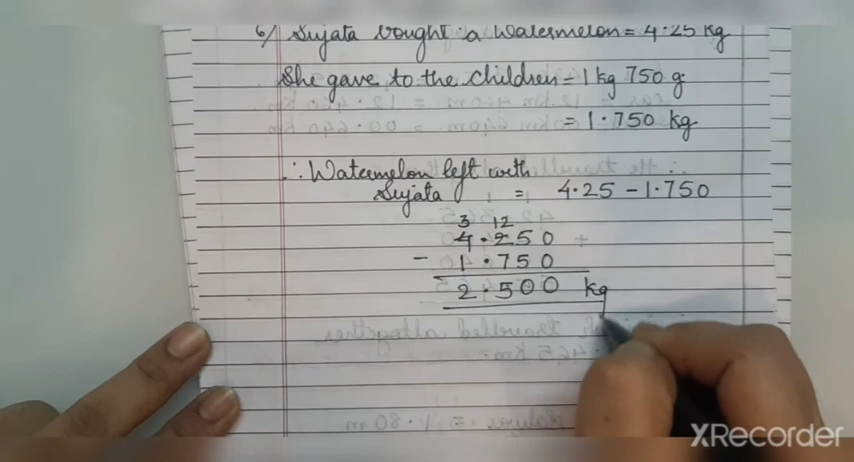 6) Sujata bought a Watermelon = 4.25 kg
She gave to the children = 1 kg 750 g
= 1.750 kg
∴ Watermelon left with
Sujata = 4.25 - 1.750
3 12
4.250
- 1.750
2.500 kg
XRecorder